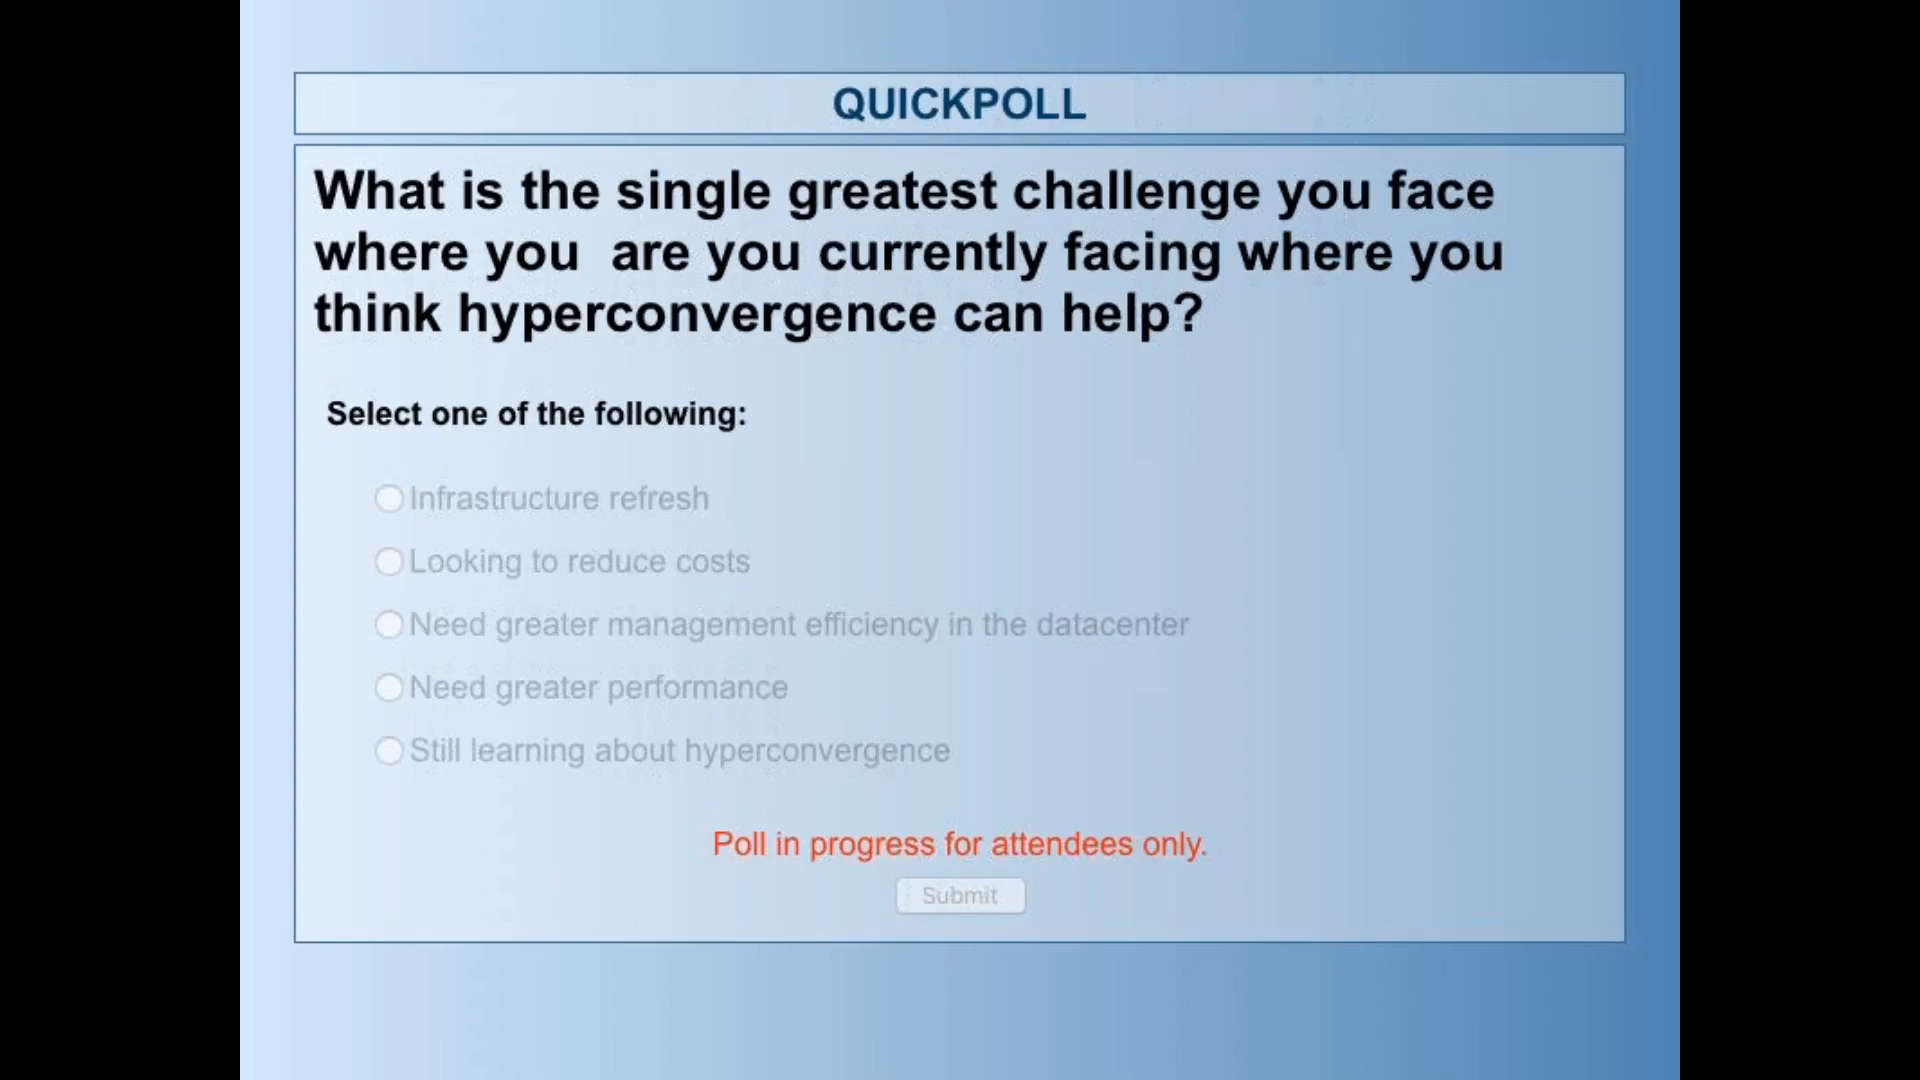 QUICKPOLL
What is the single greatest challenge you face
where you  are you currently facing where you
think hyperconvergence can help?
Select one of the following:
Infrastructure refresh
Looking to reduce costs
Need greater management efficiency in the datacenter
Need greater performance
Still learning about hyperconvergence
Poll in progress for attendees only.
Submit